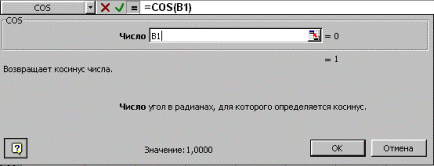 COS =COS(B1)
COS
Число B1 = 0
= 1
Возвращает косинус числа.
Число угол в радианах, для которого определяется косинус.
Значение:1,0000 ОК Отмена